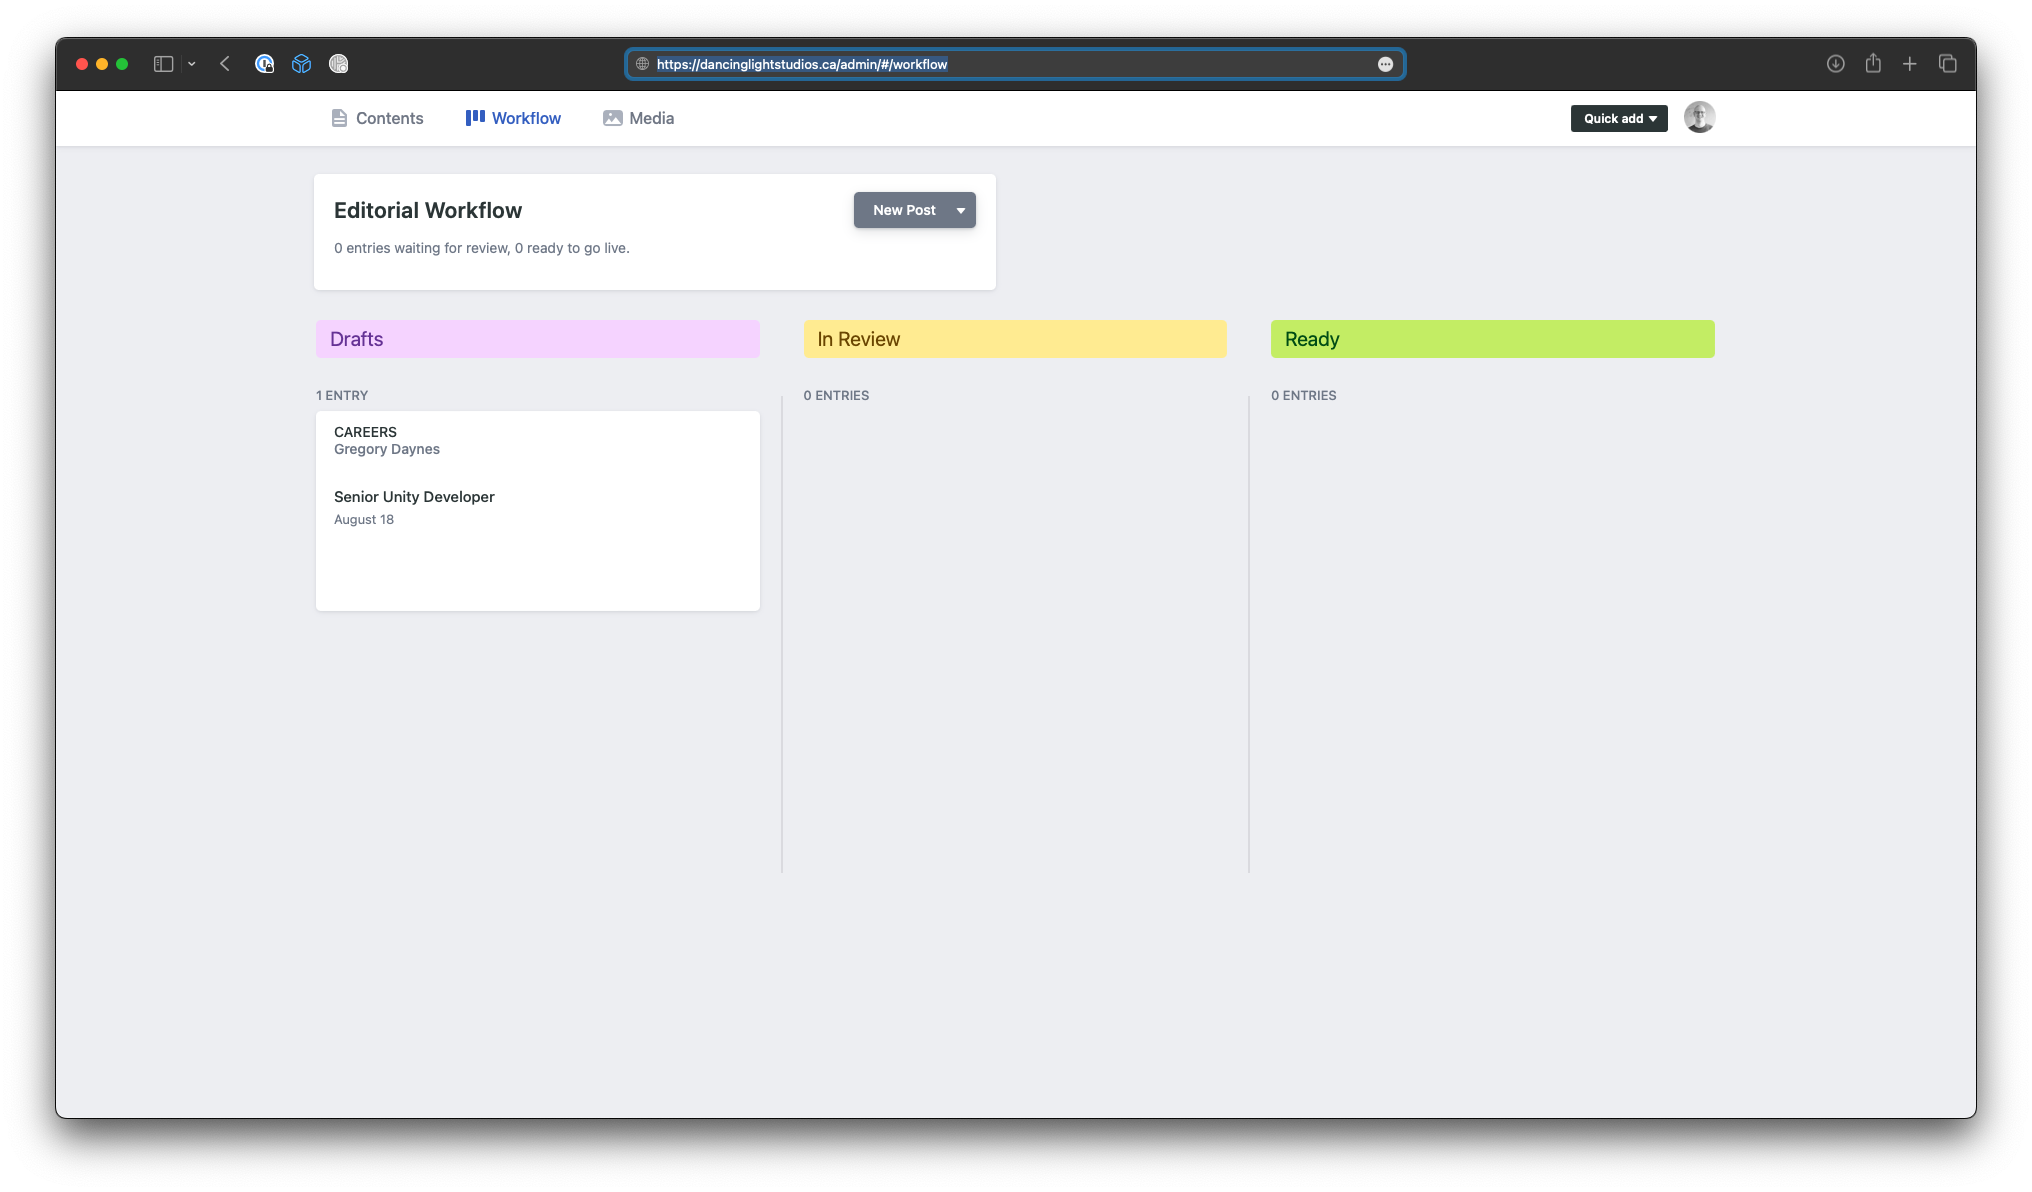 https://dancinglightstudios.ca/admin/#/workflow
Contents
Workflow
Media
Quick add
Editorial Workflow
New Post
0 entries waiting for review, 0 ready to go live.
Drafts
In Review
Ready
1 ENTRY
0 ENTRIES
0 ENTRIES
CAREERS
Gregory Daynes
Senior Unity Developer
August 18